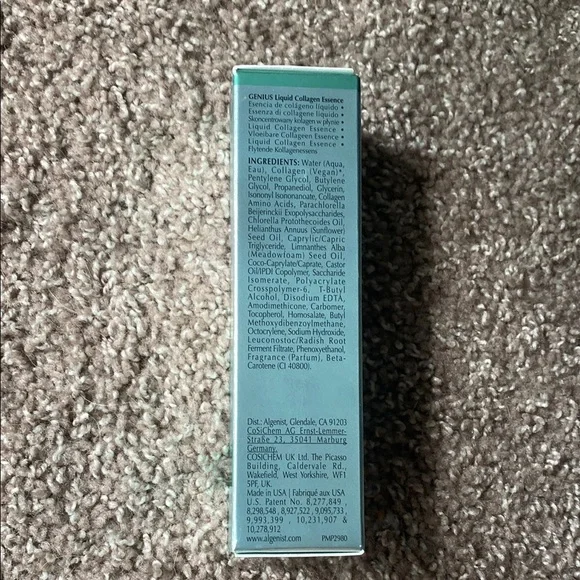 GENIUS Liquid Collagen Essence
Esencia de colágeno líquido •
Essenza di collagene liquido •
Skoncentrowany kolagen w płynie •
Liquid Collagen Essence •
Vloeibare Collageen Essence •
Liquid Collagen Essence •
Flytende Kollagenessens
INGREDIENTS: Water (Aqua,
Eau), Collagen (Vegan)*,
Pentylene Glycol, Butylene
Glycol, Propanediol, Glycerin,
Isononyl Isononanoate, Collagen
Amino Acids, Parachlorella
Beijerinckii Exopolysaccharides,
Chlorella Protothecoides Oil,
Helianthus Annuus (Sunflower)
Seed Oil, Caprylic/Capric
Triglyceride, Limnanthes Alba
(Meadowfoam) Seed Oil,
Coco-Caprylate/Caprate, Castor
Oil/IPDI Copolymer, Saccharide
Isomerate, Polyacrylate
Crosspolymer-6, T-Butyl
Alcohol, Disodium EDTA,
Amodimethicone, Carbomer,
Tocopherol, Homosalate, Butyl
Methoxydibenzoylmethane,
Octocrylene, Sodium Hydroxide,
Leuconostoc/Radish Root
Ferment Filtrate, Phenoxyethanol,
Fragrance (Parfum), Beta-
Carotene (CI 40800).
Dist.: Algenist, Glendale, CA 91203
CoSiChem AG Ernst-Lemmer-
Straße 23, 35041 Marburg
Germany.
COSICHEM UK Ltd. The Picasso
Building, Caldervale Rd.,
Wakefield, West Yorkshire, WF1
5PF, UK.
Made in USA | Fabriqué aux USA
U.S. Patent No. 8,277,849 ,
8,298,548 , 8,927,522 , 9,095,733 ,
9,993,399 , 10,231,907 &
10,278,912
www.algenist.com PMP2980